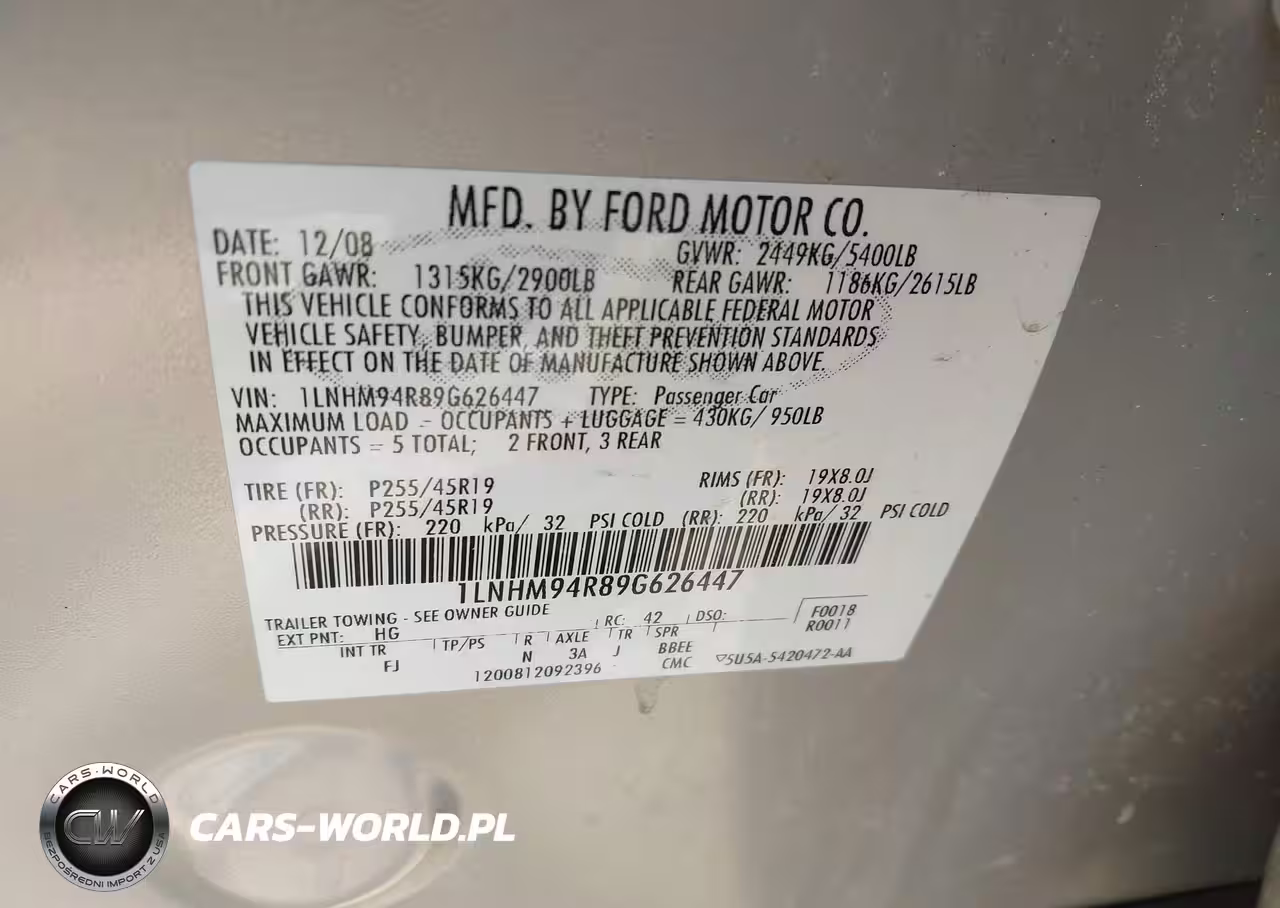 MFD. BY FORD MOTOR CO.
DATE: 12/08 GVWR: 2449KG/5400LB
FRONT GAWR: 1315KG/2900LB REAR GAWR: 1186KG/2615LB
THIS VEHICLE CONFORMS TO ALL APPLICABLE FEDERAL MOTOR
VEHICLE SAFETY, BUMPER, AND THEFT PREVENTION STANDARDS
IN EFFECT ON THE DATE OF MANUFACTURE SHOWN ABOVE.
VIN: 1LNHM94R89G626447 TYPE: Passenger Car
MAXIMUM LOAD = OCCUPANTS + LUGGAGE = 430KG/ 950LB
OCCUPANTS = 5 TOTAL; 2 FRONT, 3 REAR
TIRE (FR): P255/45R19 RIMS (FR): 19X8.0J
(RR): P255/45R19 (RR): 19X8.0J
PRESSURE (FR): 220 kPa/ 32 PSI COLD (RR): 220 kPa/ 32 PSI COLD
1LNHM94R89G626447
TRAILER TOWING - SEE OWNER GUIDE
EXT PNT: HG RC: 42 DSO: F0018
R0011
INT TR TP/PS R AXLE TR SPR
FJ N 3A J BBEE
1200812092396 CMC ▽5U5A-5420472-AA
CARS-WORLD
CW
BEZPOŚREDNI IMPORT Z USA
CARS-WORLD.PL